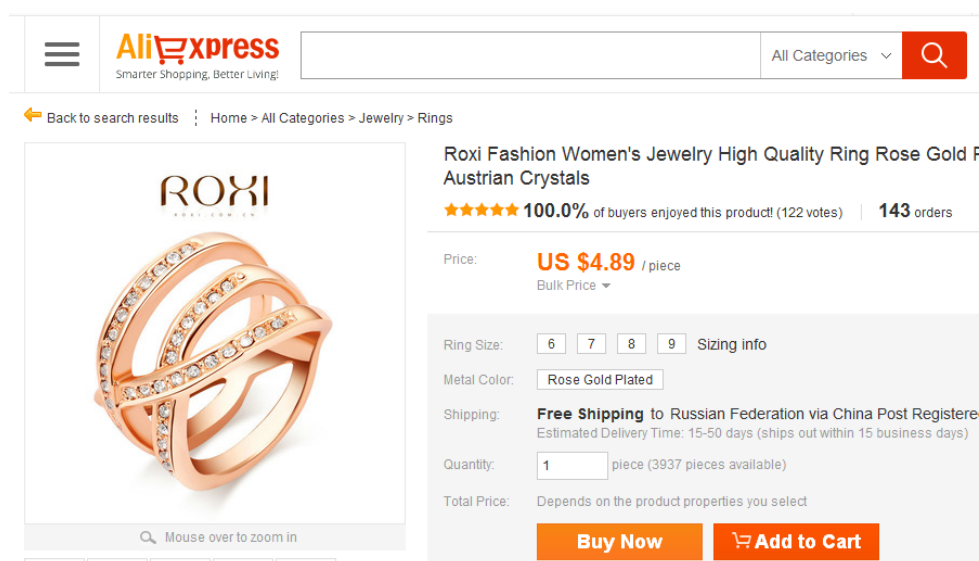 AliExpress
Smarter Shopping, Better Living!
All Categories
Back to search results
Home > All Categories > Jewelry > Rings
ROXI
ROXI.COM.CN
Roxi Fashion Women's Jewelry High Quality Ring Rose Gold
Austrian Crystals
100.0% of buyers enjoyed this product! (122 votes) 143 orders
Price: US $4.89 / piece
Bulk Price
Ring Size: 6 7 8 9 Sizing info
Metal Color: Rose Gold Plated
Shipping: Free Shipping to Russian Federation via China Post Registere
Estimated Delivery Time: 15-50 days (ships out within 15 business days)
Quantity: 1 piece (3937 pieces available)
Total Price: Depends on the product properties you select
Mouse over to zoom in
Buy Now Add to Cart